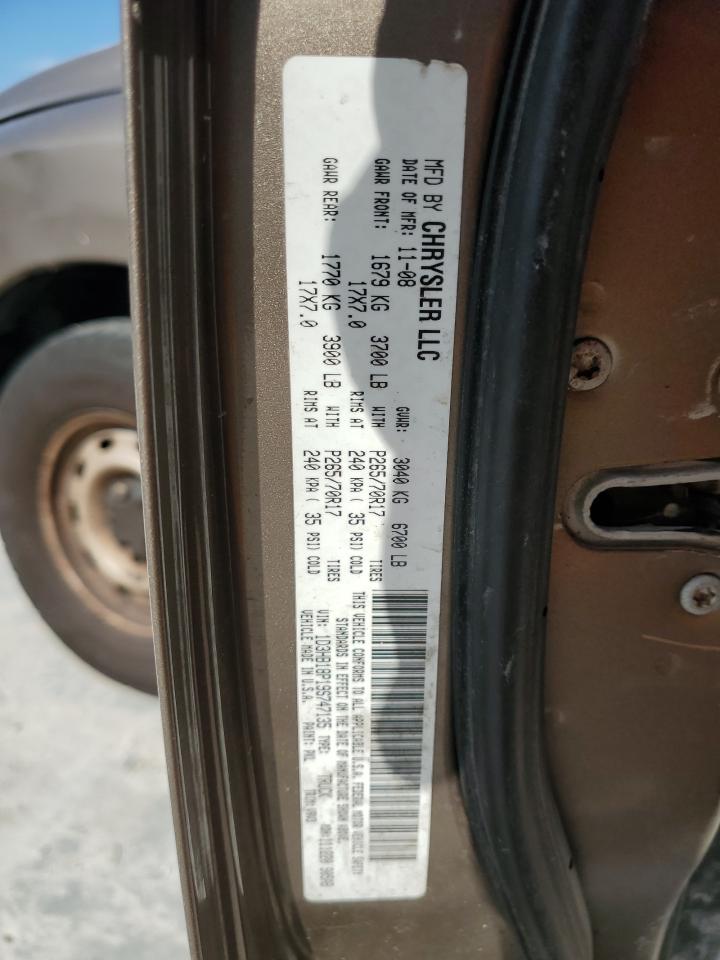 MFD BY CHRYSLER LLC
DATE OF MFR: 11-08 GVWR: 3040 KG 6700 LB
GAWR FRONT: 1679 KG 3700 LB WITH P265/70R17 TIRES
17X7.0 RIMS AT 240 KPA ( 35 PSI) COLD
GAWR REAR: 1770 KG 3900 LB WITH P265/70R17 TIRES
17X7.0 RIMS AT 240 KPA ( 35 PSI) COLD
THIS VEHICLE CONFORMS TO ALL APPLICABLE U.S.A. FEDERAL MOTOR VEHICLE SAFETY
STANDARDS IN EFFECT ON THE DATE OF MANUFACTURE SHOWN ABOVE.
VIN: 1D3HB18P19S747135 TYPE: TRUCK
VEHICLE MADE IN U.S.A. PAINT: TRIM: